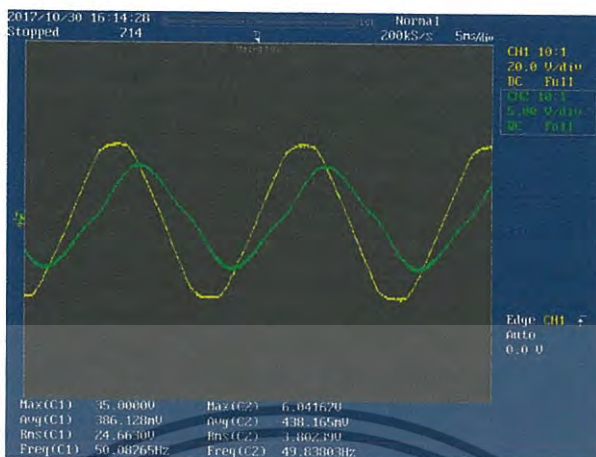 2017/10/30 16:14:28
Normal
Stopped 714
200kS/s 5ms/div
CH1 10:1
20.0 V/div
DC Full
CH2 10:1
5.00 V/div
DC Full
Edge CH1
Auto
0.0 V
Max(C1) 35.0000V Max(C2) 6.04167V
Avg(C1) 386.128mV Avg(C2) 438.165mV
Rms(C1) 24.6630V Rms(C2) 3.80239V
Freq(C1) 50.08765Hz Freq(C2) 49.83803Hz